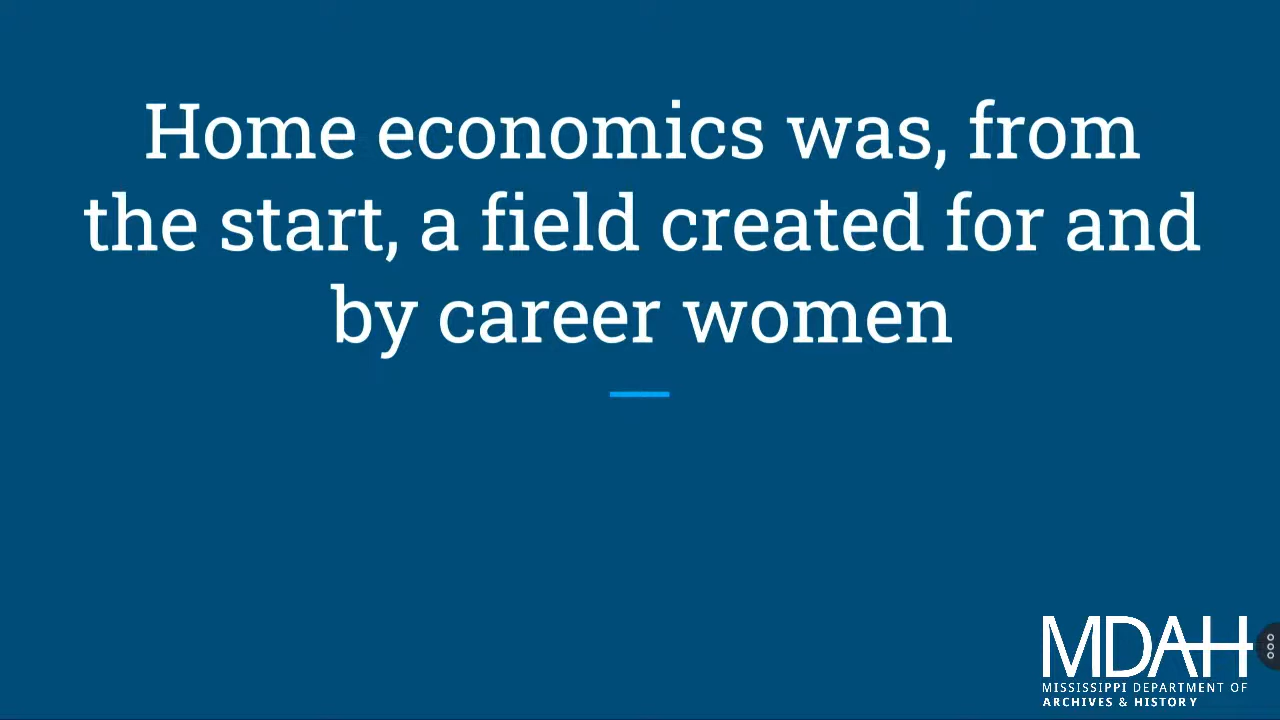 Home economics was, from
the start, a field created for and
by career women
MDAH
MISSISSIPPI DEPARTMENT OF
ARCHIVES & HISTORY